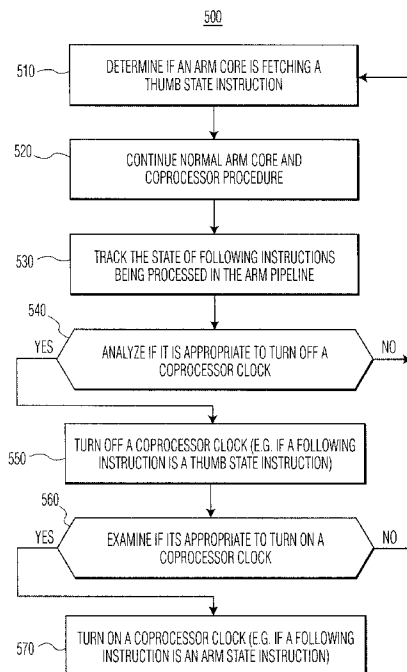 500
510
DETERMINE IF AN ARM CORE IS FETCHING A
THUMB STATE INSTRUCTION
520
CONTINUE NORMAL ARM CORE AND
COPROCESSOR PROCEDURE
530
TRACK THE STATE OF FOLLOWING INSTRUCTIONS
BEING PROCESSED IN THE ARM PIPELINE
540
YES
ANALYZE IF IT IS APPROPRIATE TO TURN OFF A
COPROCESSOR CLOCK
NO
550
TURN OFF A COPROCESSOR CLOCK (E.G. IF A FOLLOWING
INSTRUCTION IS A THUMB STATE INSTRUCTION)
560
YES
EXAMINE IF ITS APPROPRIATE TO TURN ON A
COPROCESSOR CLOCK
NO
570
TURN ON A COPROCESSOR CLOCK (E.G. IF A FOLLOWING
INSTRUCTION IS AN ARM STATE INSTRUCTION)